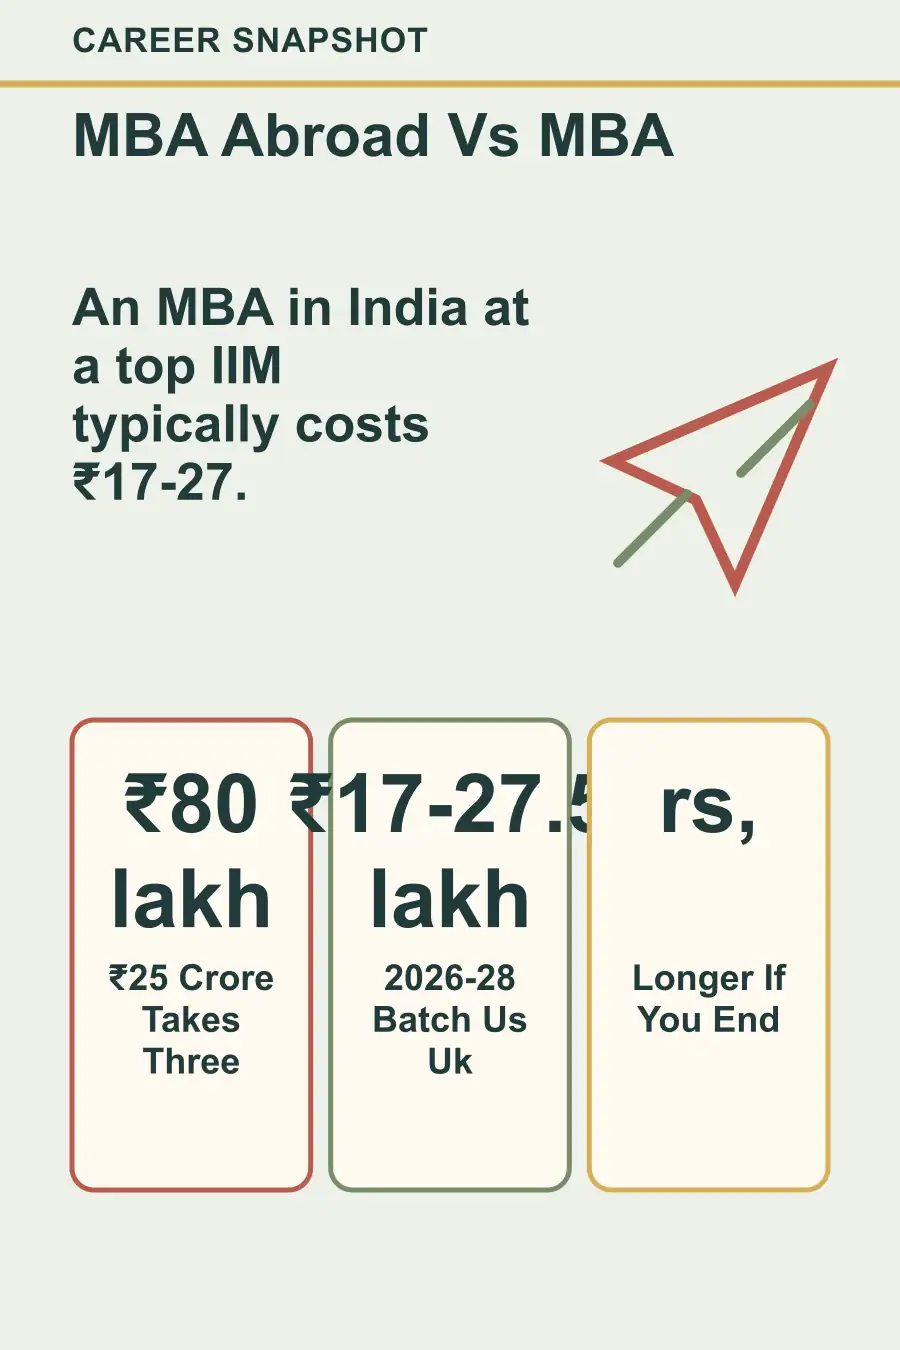 CAREER SNAPSHOT
MBA Abroad Vs MBA
An MBA in India at
a top IIM
typically costs
₹17-27.
₹80
lakh
₹25 Crore
Takes
Three
₹17-27.5
lakh
2026-28
Batch Us
Uk
rs,
Longer If
You End